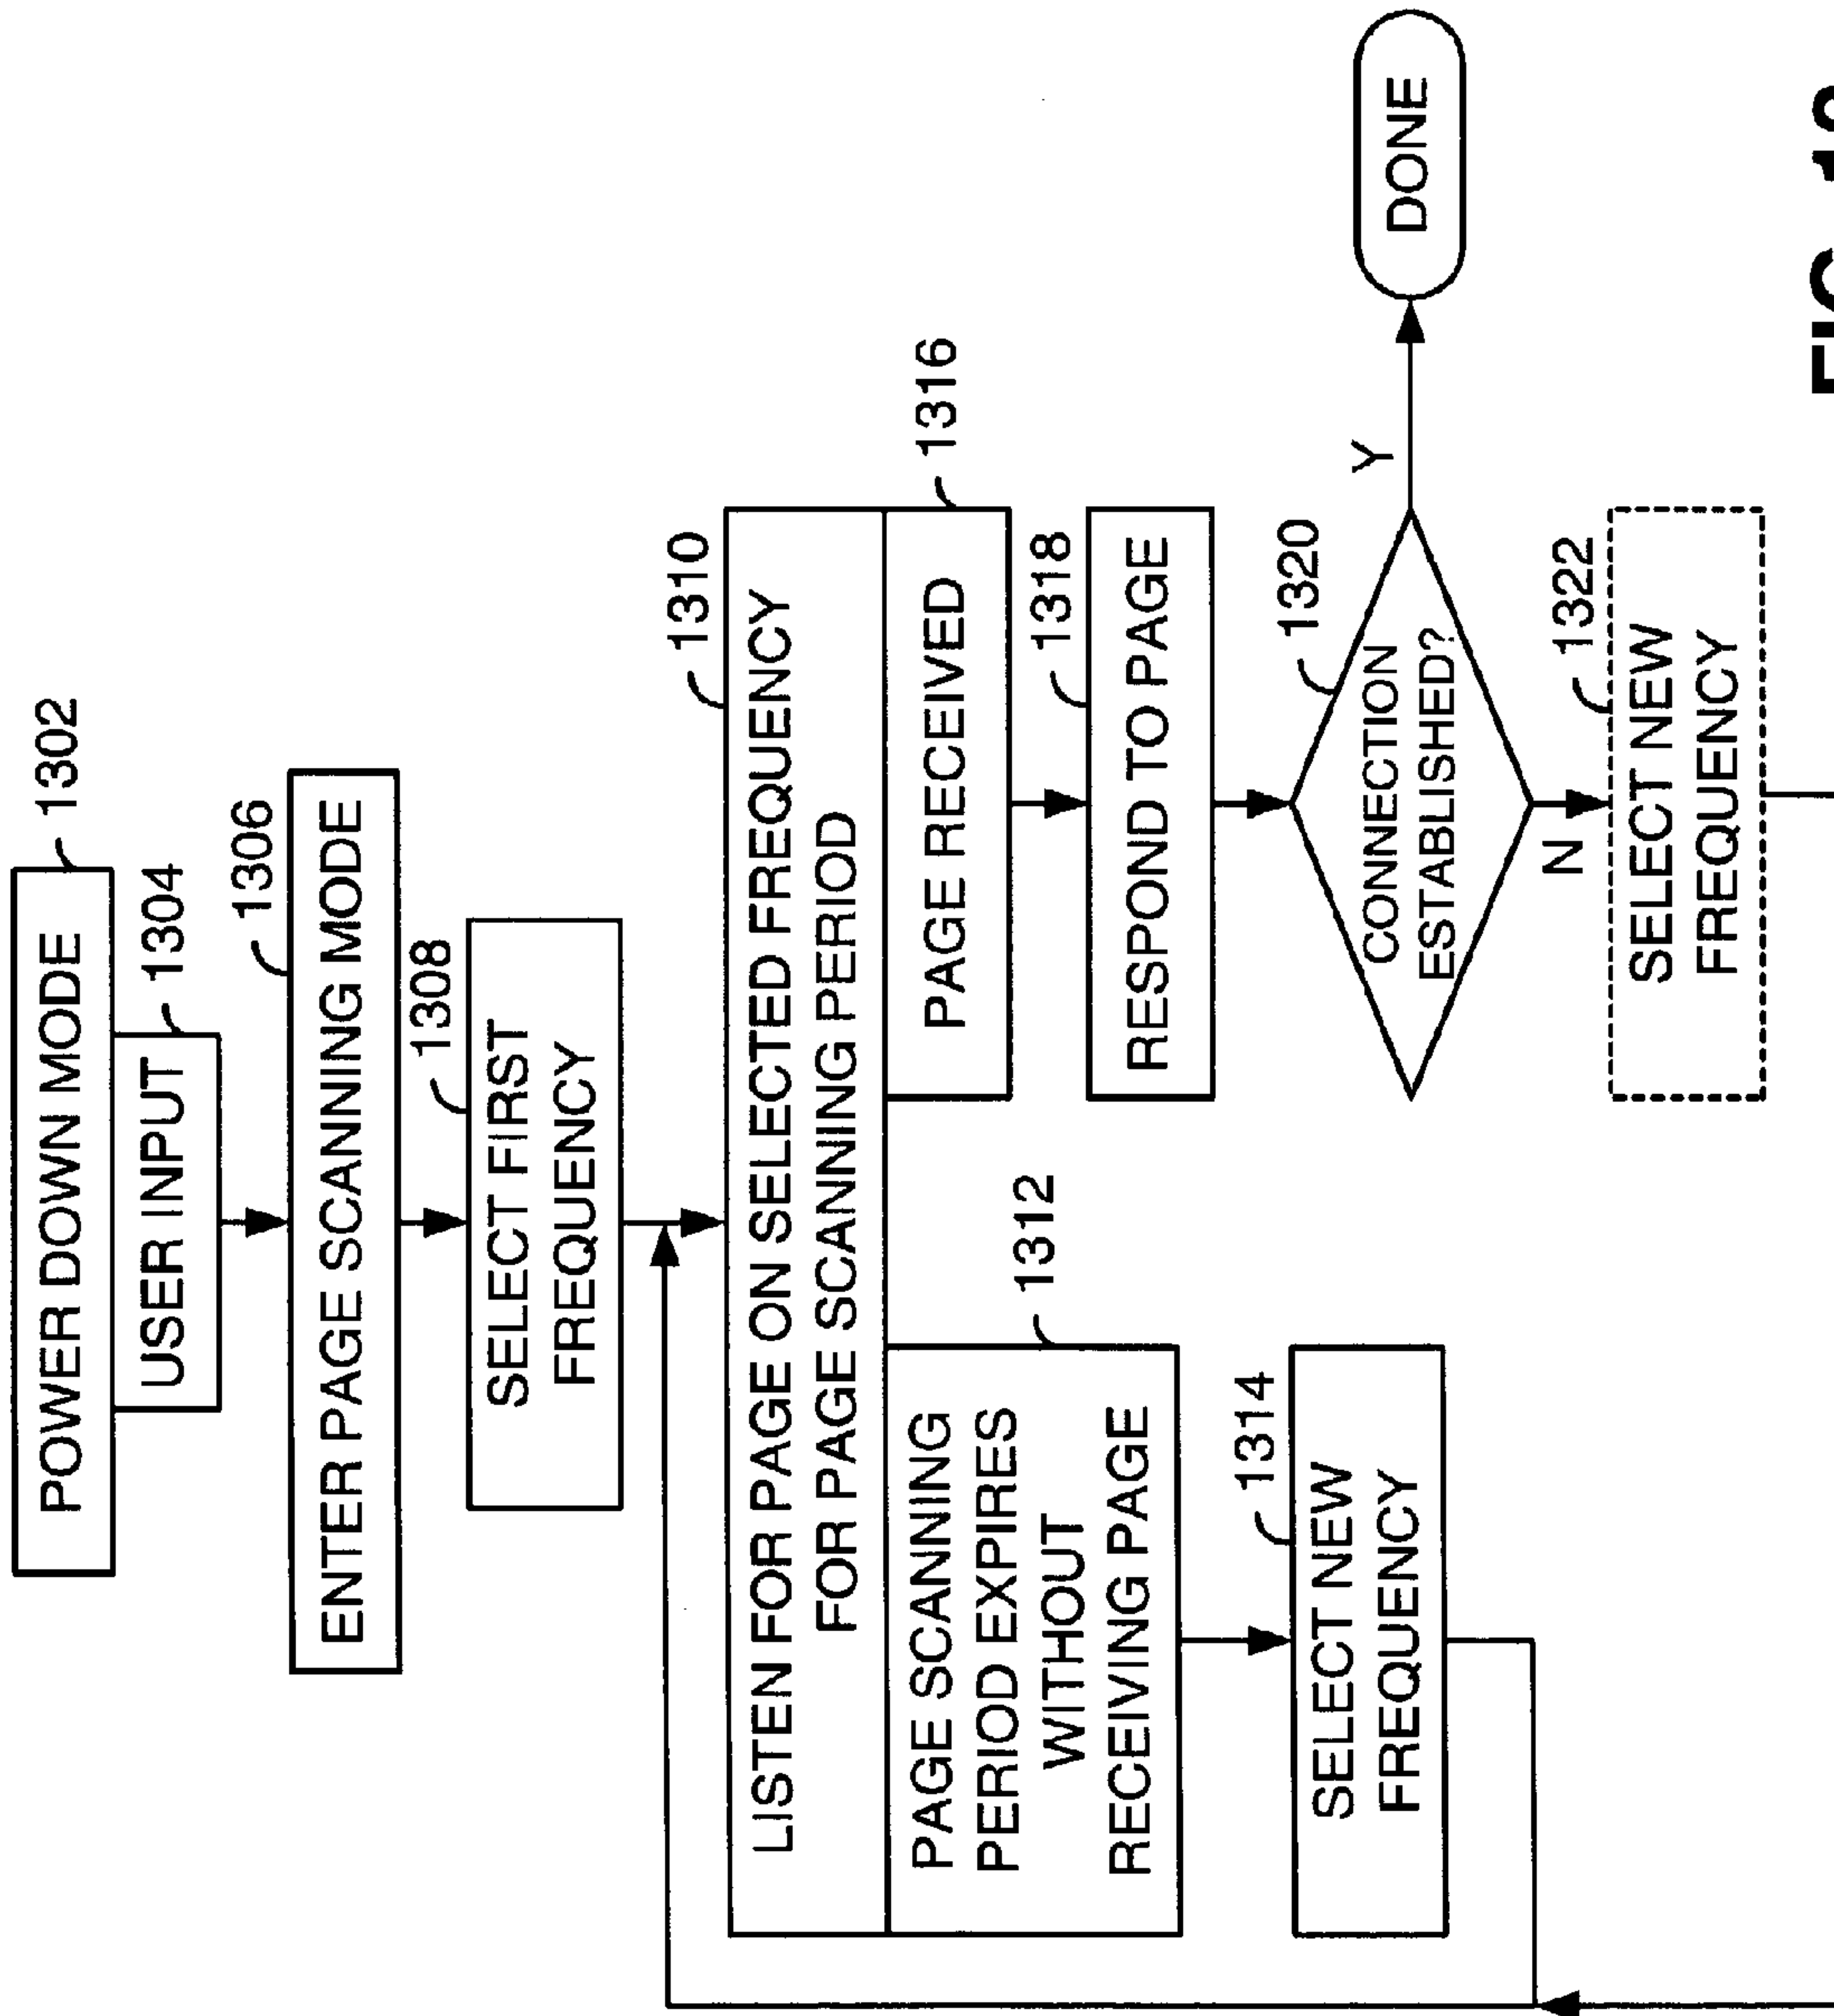 POWER DOWN MODE
1302
USER INPUT
1304
1306
ENTER PAGE SCANNING MODE
1308
SELECT FIRST
FREQUENCY
1310
LISTEN FOR PAGE ON SELECTED FREQUENCY
FOR PAGE SCANNING PERIOD
1312
PAGE SCANNING
PERIOD EXPIRES
WITHOUT
RECEIVING PAGE
1314
SELECT NEW
FREQUENCY
PAGE RECEIVED
1316
1318
RESPOND TO PAGE
1320
CONNECTION
ESTABLISHED?
Y
DONE
N
1322
SELECT NEW
FREQUENCY